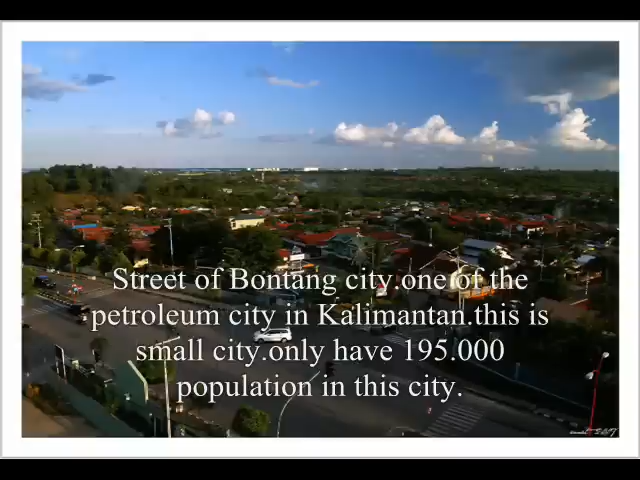 Street of Bontang city.one of the
petroleum city in Kalimantan.this is
small city.only have 195.000
population in this city.